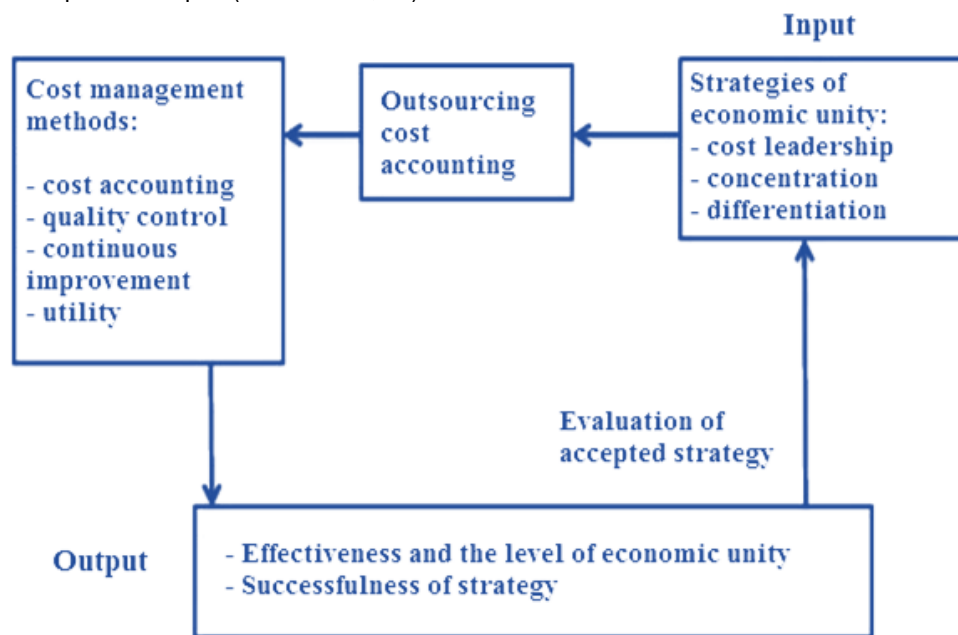 Input
Cost management
methods:
- cost accounting
- quality control
- continuous
improvement
- utility
Outsourcing
cost
accounting
Strategies of
economic unity:
- cost leadership
- concentration
- differentiation
Evaluation of
accepted strategy
Output
- Effectiveness and the level of economic unity
- Successfulness of strategy